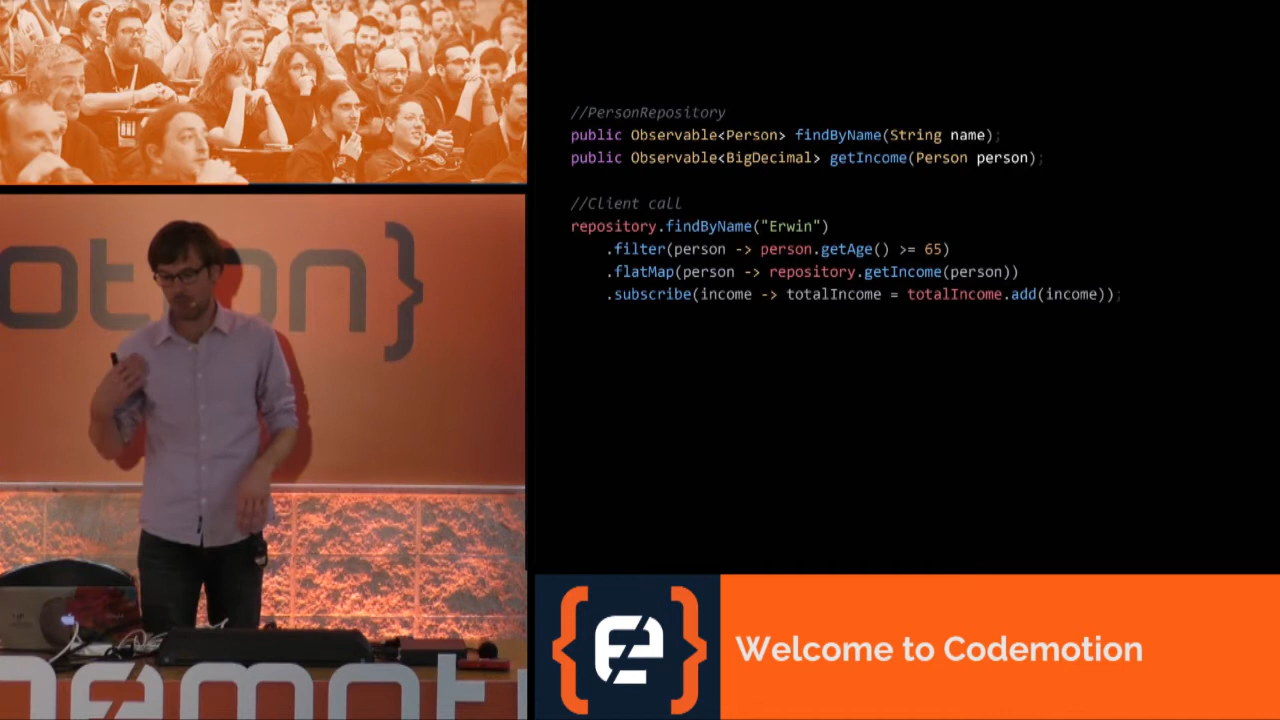 //PersonRepository
public Observable<Person> findByName(String name);
public Observable<BigDecimal> getIncome(Person person);
//Client call
repository.findByName("Erwin")
.filter(person -> person.getAge() >= 65)
.flatMap(person -> repository.getIncome(person))
.subscribe(income -> totalIncome = totalIncome.add(income));
otion}
Welcome to Codemotion